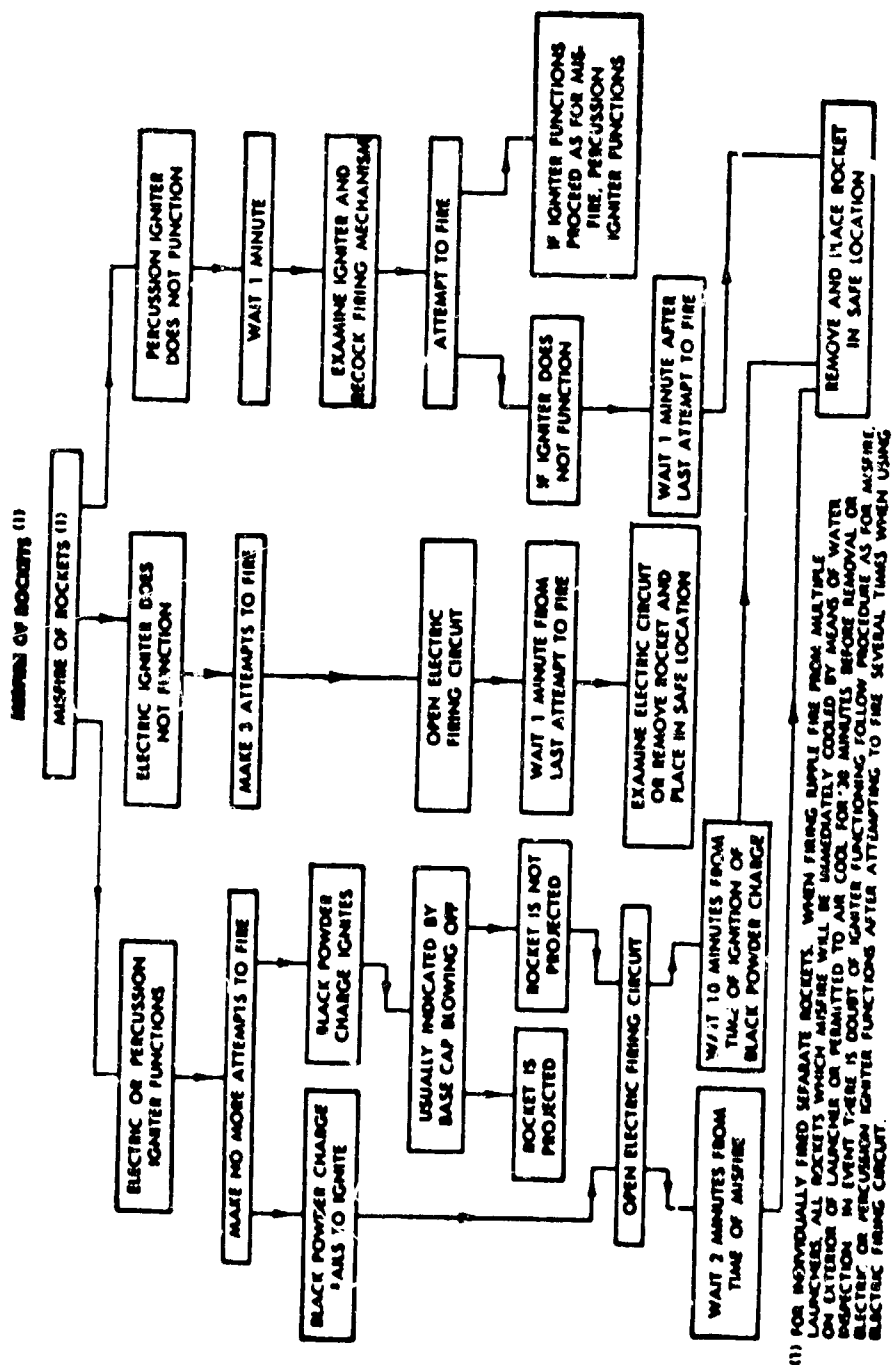 MISFIRE OF ROCKETS (1)
MISFIRE OF ROCKETS (1)
ELECTRIC OR PERCUSSION
IGNITER FUNCTIONS
ELECTRIC IGNITER DOES
NOT FUNCTION
PERCUSSION IGNITER
DOES NOT FUNCTION
MAKE NO MORE ATTEMPTS TO FIRE
MAKE 3 ATTEMPTS TO FIRE
WAIT 1 MINUTE
BLACK POWDER CHARGE
FAILS TO IGNITE
BLACK POWDER
CHARGE IGNITES
EXAMINE IGNITER AND
RECOCK FIRING MECHANISM
USUALLY INDICATED BY
BASE CAP BLOWING OFF
OPEN ELECTRIC
FIRING CIRCUIT
ATTEMPT TO FIRE
ROCKET IS
PROJECTED
ROCKET IS NOT
PROJECTED
WAIT 1 MINUTE FROM
LAST ATTEMPT TO FIRE
IF IGNITER DOES
NOT FUNCTION
IF IGNITER FUNCTIONS
PROCEED AS FOR MIS-
FIRE, PERCUSSION
IGNITER FUNCTIONS
OPEN ELECTRIC FIRING CIRCUIT
EXAMINE ELECTRIC CIRCUIT
OR REMOVE ROCKET AND
PLACE IN SAFE LOCATION
WAIT 1 MINUTE AFTER
LAST ATTEMPT TO FIRE
WAIT 2 MINUTES FROM
TIME OF MISFIRE
WAIT 10 MINUTES FROM
TIME OF IGNITION OF
BLACK POWDER CHARGE
REMOVE AND PLACE ROCKET
IN SAFE LOCATION
(1) FOR INDIVIDUALLY FIRED SEPARATE ROCKETS. WHEN FIRING RIPPLE FIRE FROM MULTIPLE
LAUNCHERS, ALL ROCKETS WHICH MISFIRE WILL BE IMMEDIATELY COOLED BY MEANS OF WATER
ON EXTERIOR OF LAUNCHER OR PERMITTED TO AIR COOL FOR 30 MINUTES BEFORE REMOVAL OR
INSPECTION. IN EVENT THERE IS DOUBT OF IGNITER FUNCTIONING FOLLOW PROCEDURE AS FOR MISFIRE,
ELECTRIC OR PERCUSSION IGNITER FUNCTIONS AFTER ATTEMPTING TO FIRE SEVERAL TIMES WHEN USING
ELECTRIC FIRING CIRCUIT.